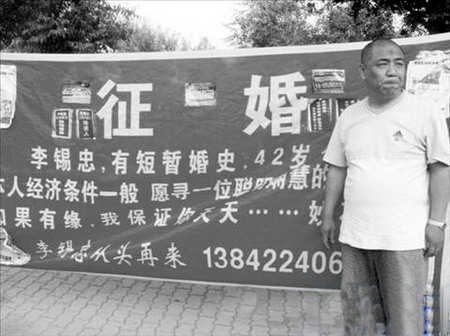 征 婚
李锡忠，有短暂婚史，42岁
本人经济条件一般 愿寻一位聪明慧的
如果有缘，我保证你天天……
李锡忠从头再来 138422406